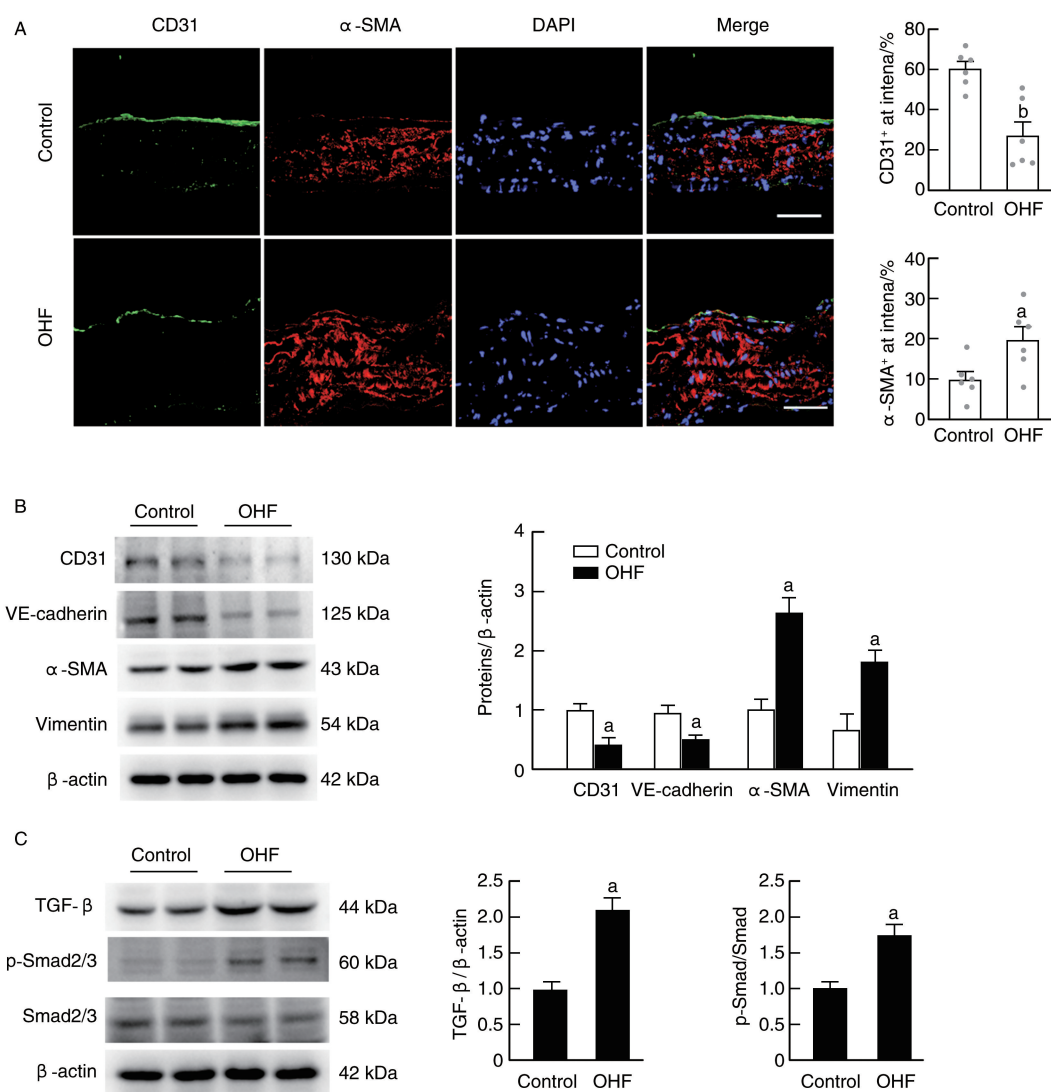 A
CD31
α-SMA
DAPI
Merge
Control
OHF
CD31⁺ at intena/%
80
60
40
20
0
b
Control OHF
α-SMA⁺ at intena/%
40
30
20
10
0
a
Control OHF
B
Control OHF
CD31 130 kDa
VE-cadherin 125 kDa
α-SMA 43 kDa
Vimentin 54 kDa
β-actin 42 kDa
Proteins/β-actin
4
3
2
1
0
Control
OHF
a
a
a
a
CD31 VE-cadherin α-SMA Vimentin
C
Control OHF
TGF-β 44 kDa
p-Smad2/3 60 kDa
Smad2/3 58 kDa
β-actin 42 kDa
TGF-β/β-actin
2.5
2.0
1.5
1.0
0.5
0
a
Control OHF
p-Smad/Smad
2.5
2.0
1.5
1.0
0.5
0
a
Control OHF